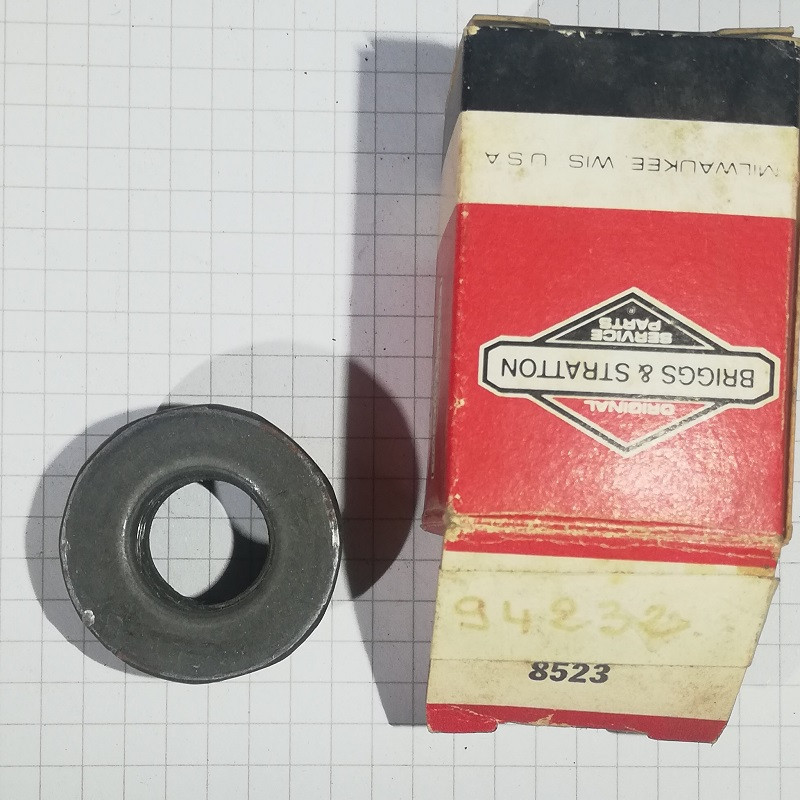 MILWAUKEE, WIS. U S A
ORIGINAL
BRIGGS & STRATTON
SERVICE
PARTS
94232
8523